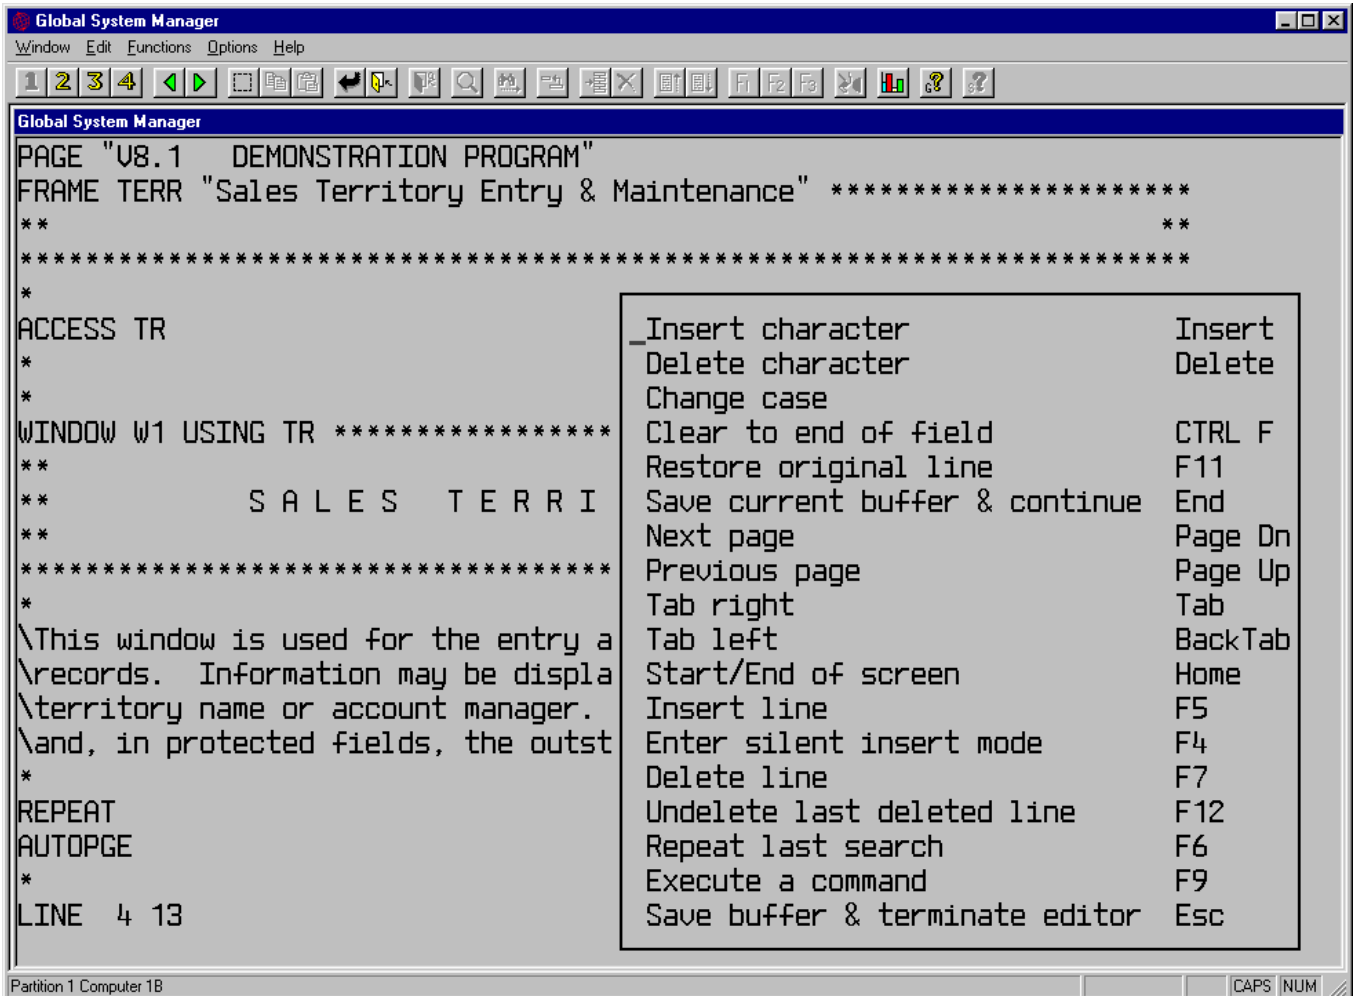 Global System Manager
Window Edit Functions Options Help
1 2 3 4 F1 F2 F3 G? S?
Global System Manager
PAGE "V8.1   DEMONSTRATION PROGRAM"
FRAME TERR "Sales Territory Entry & Maintenance" **********************
**                                                                   **
***********************************************************************
*
ACCESS TR
*
*
WINDOW W1 USING TR *****************
**
**            S A L E S   T E R R I
**
************************************
*
\This window is used for the entry a
\records.  Information may be displa
\territory name or account manager.
\and, in protected fields, the outst
*
REPEAT
AUTOPGE
*
LINE  4 13
_Insert character Insert
Delete character Delete
Change case
Clear to end of field CTRL F
Restore original line F11
Save current buffer & continue End
Next page Page Dn
Previous page Page Up
Tab right Tab
Tab left BackTab
Start/End of screen Home
Insert line F5
Enter silent insert mode F4
Delete line F7
Undelete last deleted line F12
Repeat last search F6
Execute a command F9
Save buffer & terminate editor Esc
Partition 1 Computer 1B CAPS NUM